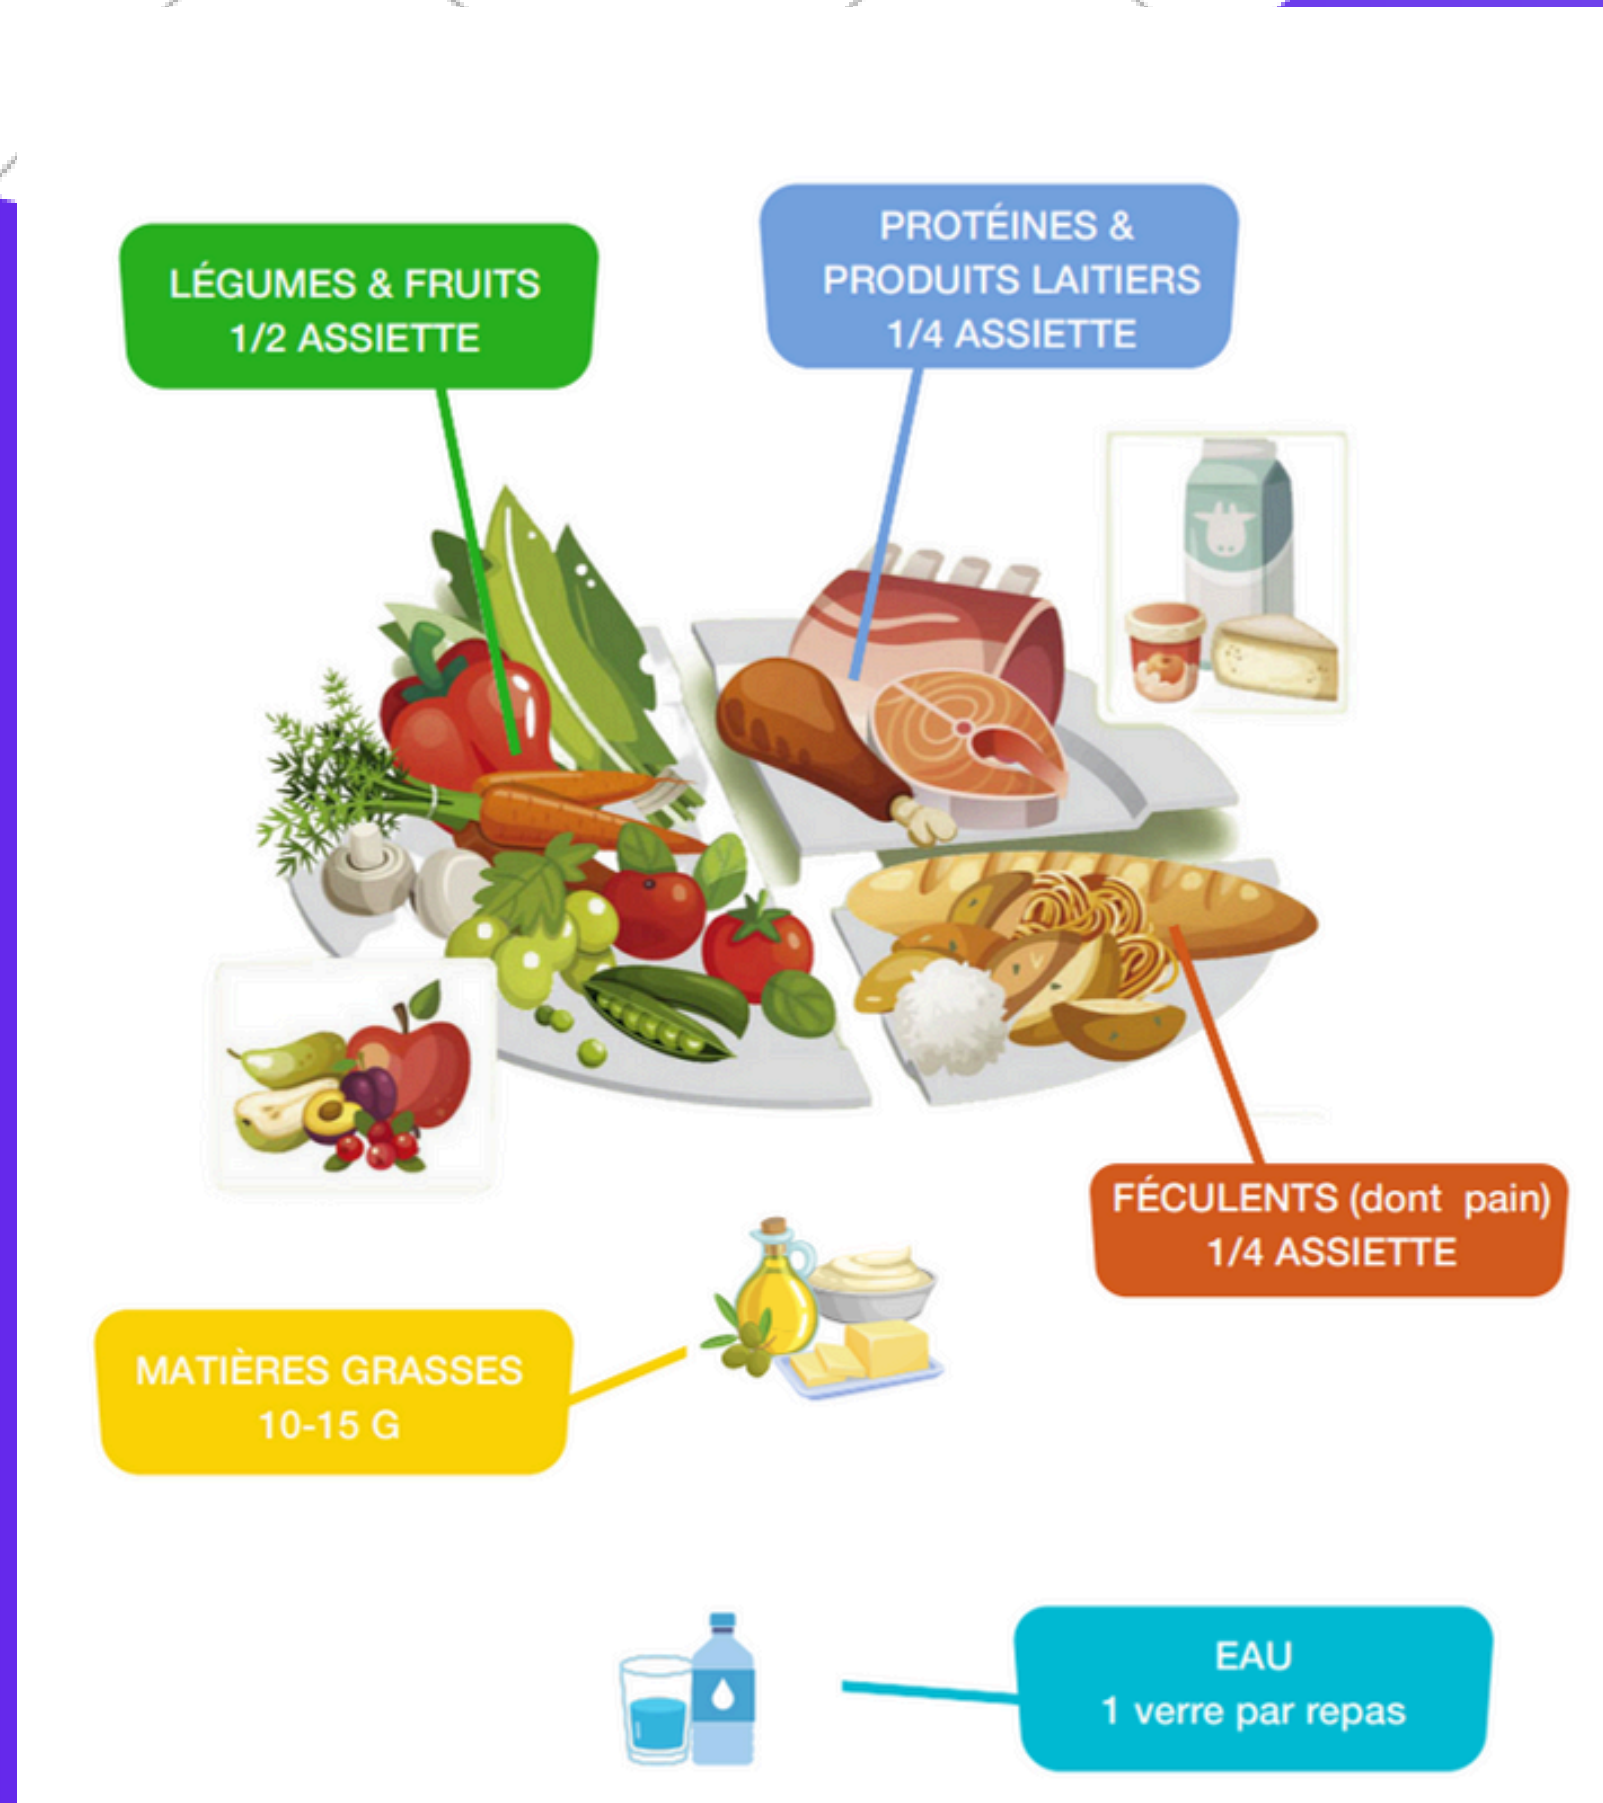 LÉGUMES & FRUITS
1/2 ASSIETTE
PROTÉINES &
PRODUITS LAITIERS
1/4 ASSIETTE
FÉCULENTS (dont pain)
1/4 ASSIETTE
MATIÈRES GRASSES
10-15 G
EAU
1 verre par repas